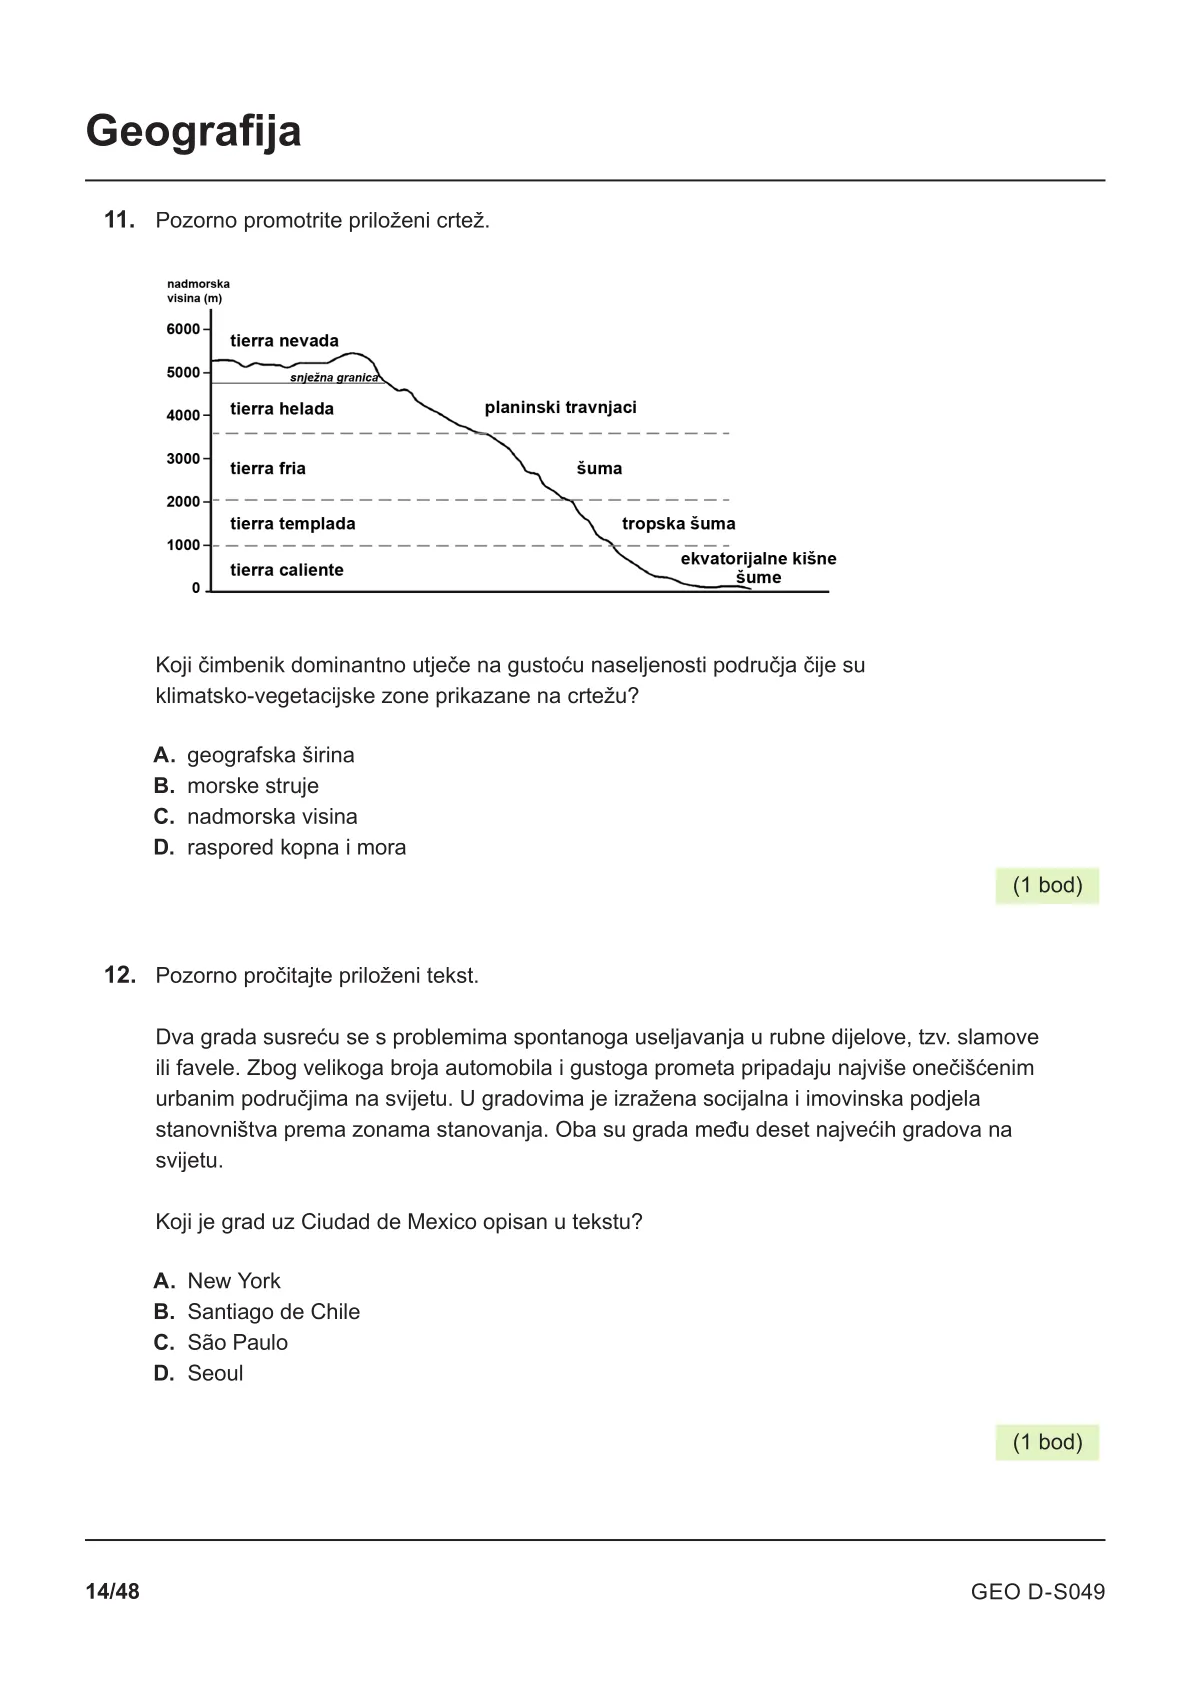 Geografija
11. Pozorno promotrite priloženi crtež.
nadmorska
visina (m)
6000
tierra nevada
5000
snježna granica
4000
tierra helada
planinski travnjaci
3000
tierra fria
šuma
2000
tierra templada
tropska šuma
1000
ekvatorijalne kišne
šume
tierra caliente
0
Koji čimbenik dominantno utječe na gustoću naseljenosti područja čije su
klimatsko-vegetacijske zone prikazane na crtežu?
A. geografska širina
B. morske struje
C. nadmorska visina
D. raspored kopna i mora
(1 bod)
12. Pozorno pročitajte priloženi tekst.
Dva grada susreću se s problemima spontanoga useljavanja u rubne dijelove, tzv. slamove
ili favele. Zbog velikoga broja automobila i gustoga prometa pripadaju najviše onečišćenim
urbanim područjima na svijetu. U gradovima je izražena socijalna i imovinska podjela
stanovništva prema zonama stanovanja. Oba su grada među deset najvećih gradova na
svijetu.
Koji je grad uz Ciudad de Mexico opisan u tekstu?
A. New York
B. Santiago de Chile
C. São Paulo
D. Seoul
(1 bod)
14/48
GEO D-S049